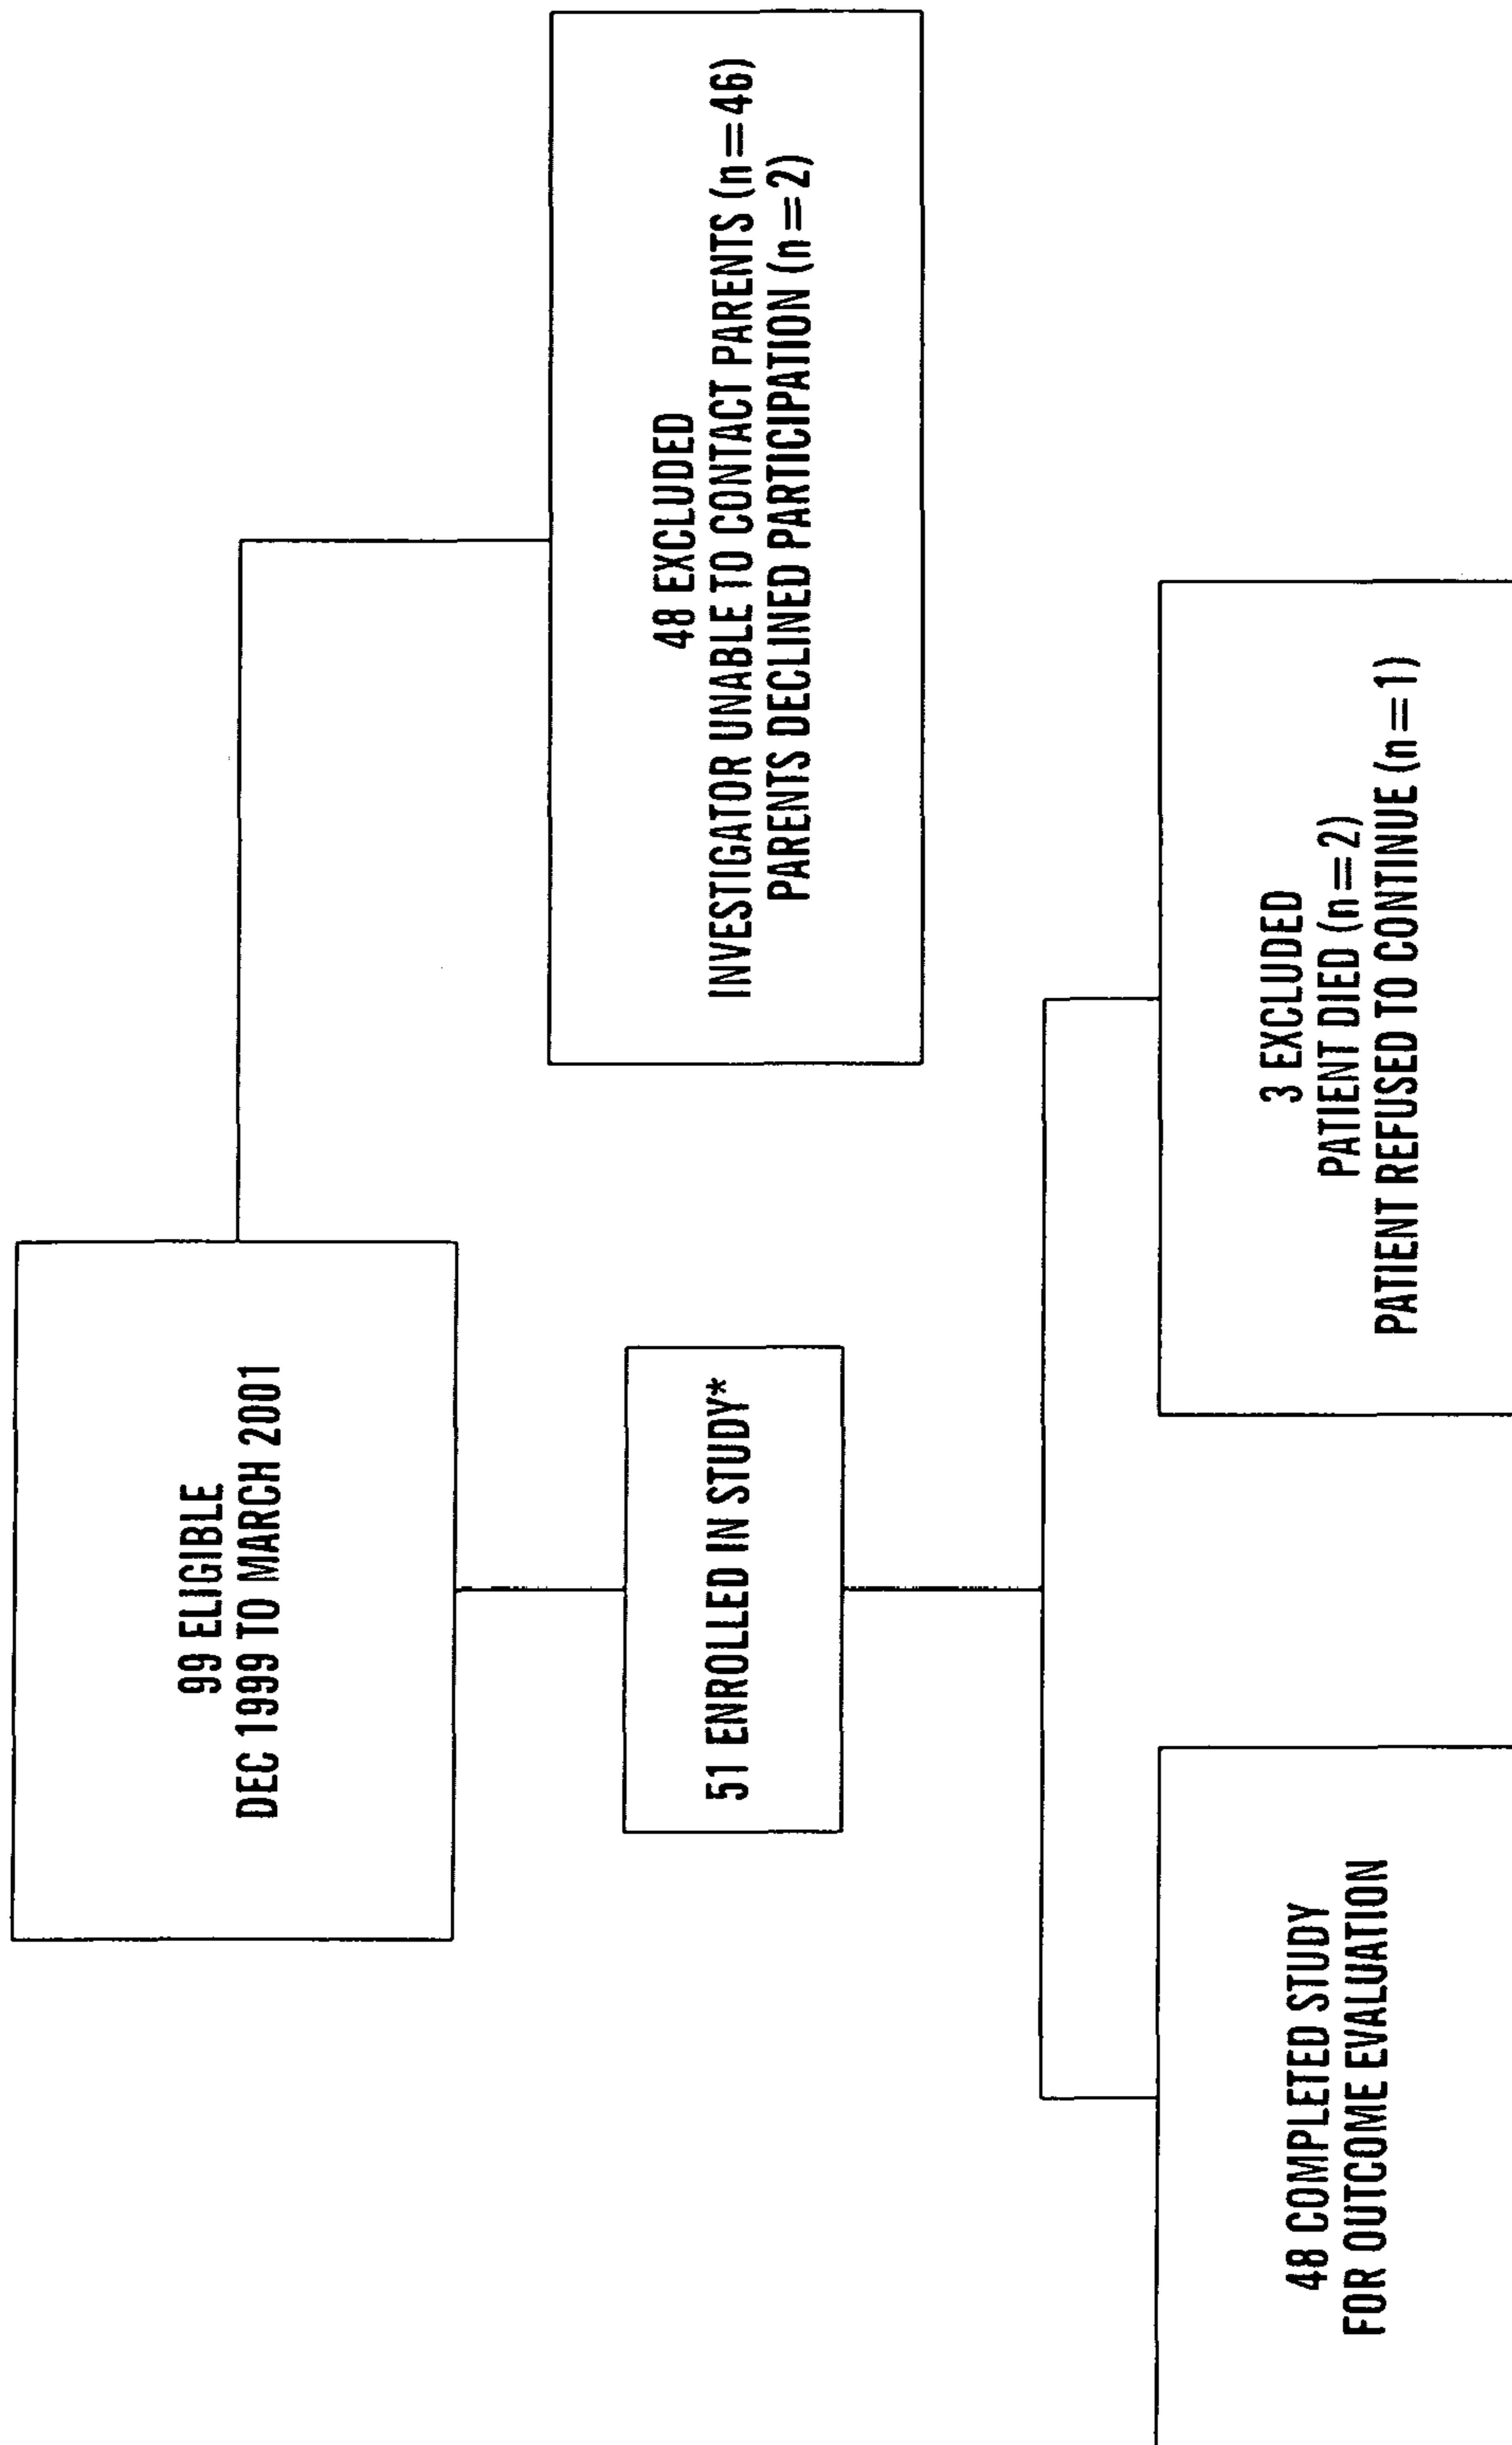 99 ELIGIBLE
DEC 1999 TO MARCH 2001
48 EXCLUDED
INVESTIGATOR UNABLE TO CONTACT PARENTS (n=46)
PARENTS DECLINED PARTICIPATION (n=2)
51 ENROLLED IN STUDY*
48 COMPLETED STUDY
FOR OUTCOME EVALUATION
3 EXCLUDED
PATIENT DIED (n=2)
PATIENT REFUSED TO CONTINUE (n=1)